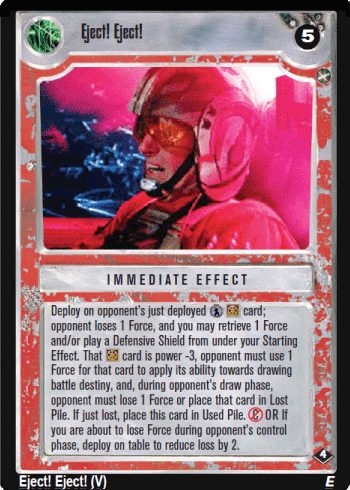 Eject! Eject!
5
IMMEDIATE EFFECT
Deploy on opponent's just deployed card;
opponent loses 1 Force, and you may retrieve 1 Force
and/or play a Defensive Shield from under your Starting
Effect. That card is power -3, opponent must use 1
Force for that card to apply its ability towards drawing
battle destiny, and, during opponent's draw phase,
opponent must lose 1 Force or place that card in Lost
Pile. If just lost, place this card in Used Pile. OR If
you are about to lose Force during opponent's control
phase, deploy on table to reduce loss by 2.
4
Eject! Eject! (V) E